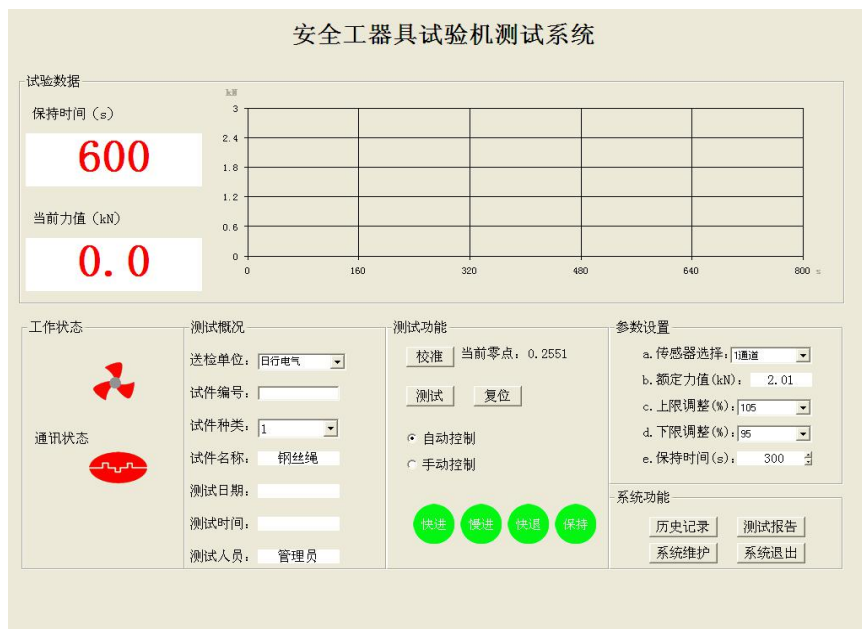 安全工器具试验机测试系统
试验数据
保持时间（s）
600
当前力值（kN）
0.0
kN
3
2.4
1.8
1.2
0.6
0
0 160 320 480 640 800 s
工作状态
通讯状态
测试概况
送检单位：日行电气
试件编号：
试件种类：1
试件名称：钢丝绳
测试日期：
测试时间：
测试人员：管理员
测试功能
校准 当前零点：0.2551
测试 复位
自动控制
手动控制
快进 慢进 快退 保持
参数设置
a.传感器选择：1通道
b.额定力值(kN)：2.01
c.上限调整(%)：105
d.下限调整(%)：95
e.保持时间(s)：300
系统功能
历史记录 测试报告
系统维护 系统退出